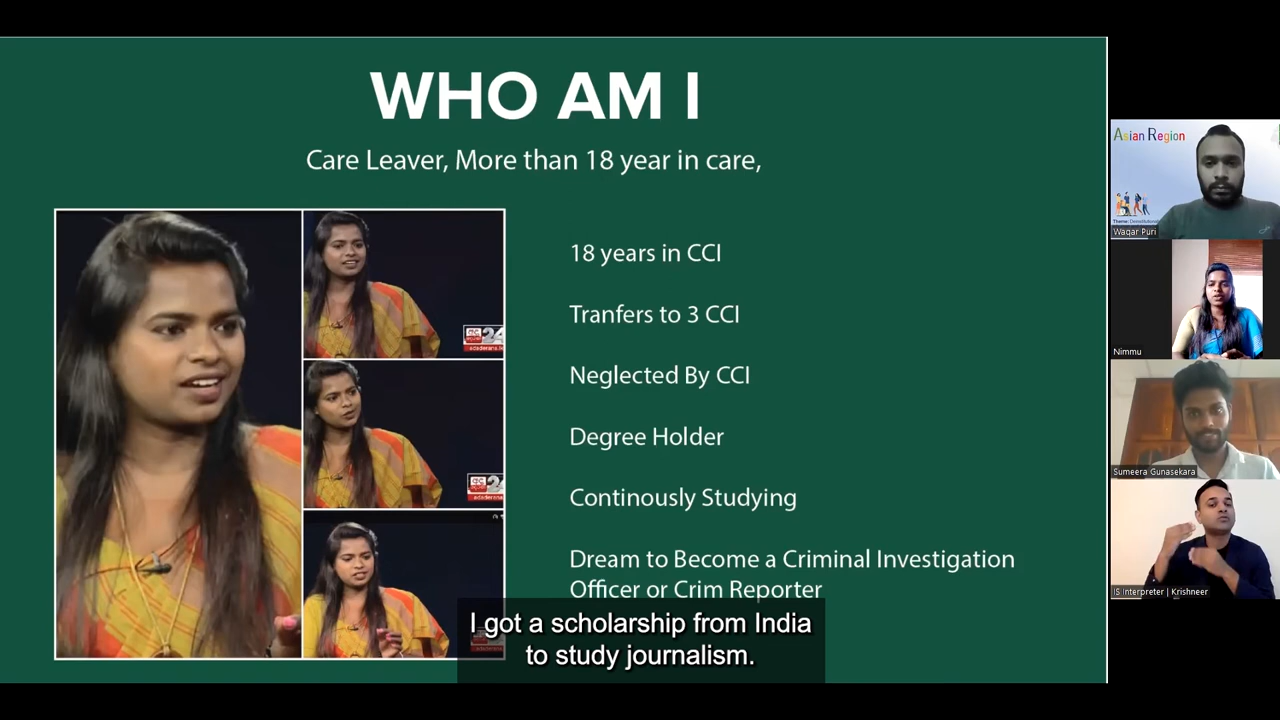 WHO AM I
Care Leaver, More than 18 year in care,
18 years in CCI
Tranfers to 3 CCI
Neglected By CCI
Degree Holder
Continously Studying
Dream to Become a Criminal Investigation
Officer or Crim Reporter
I got a scholarship from India
to study journalism.
24
24
Asian Region
Waqar Puri
Nimmu
Sumeera Gunasekara
IS Interpreter | Krishneer